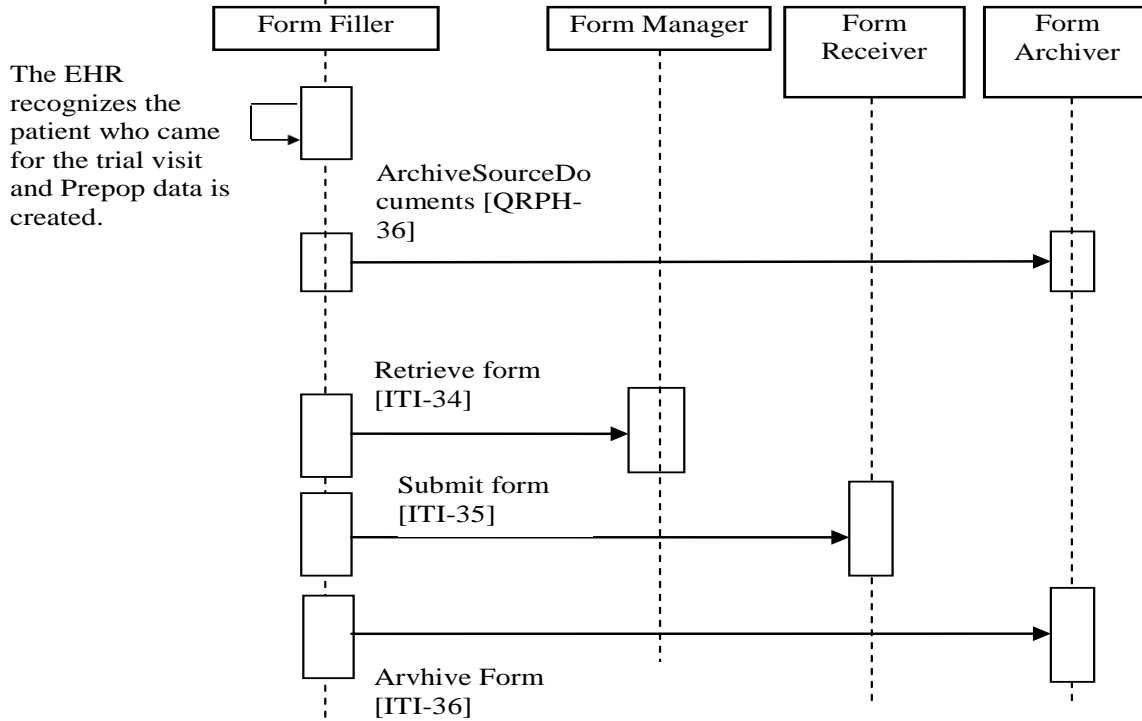 Form Filler
Form Manager
Form
Receiver
Form
Archiver
The EHR
recognizes the
patient who came
for the trial visit
and Prepop data is
created.
ArchiveSourceDo
cuments [QRPH-
36]
Retrieve form
[ITI-34]
Submit form
[ITI-35]
Arvhive Form
[ITI-36]